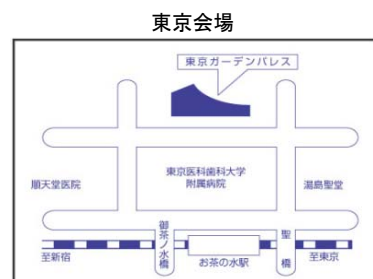 東京会場
東京ガーデンパレス
順天堂医院
東京医科歯科大学
附属病院
湯島聖堂
御茶ノ水橋
お茶の水駅
聖橋
至新宿
至東京